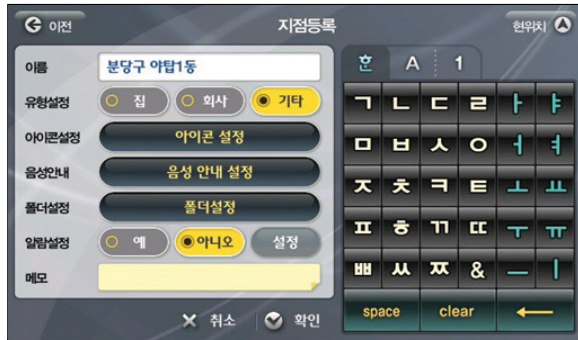 이전 지점등록 현위치
이름 분당구 야탑1동
유형설정 집 회사 기타
아이콘설정 아이콘 설정
음성안내 음성 안내 설정
폴더설정 폴더설정
알람설정 예 아니오 설정
메모
취소 확인
ᄒᆞᆫ A 1
ㄱ ㄴ ㄷ ㄹ ㅏ ㅑ
ㅁ ㅂ ㅅ ㅇ ㅓ ㅕ
ㅈ ㅊ ㅋ ㅌ ㅗ ㅛ
ㅍ ㅎ ㄲ ㄸ ㅜ ㅠ
ㅃ ㅆ ㅉ & ㅡ ㅣ
space clear ←